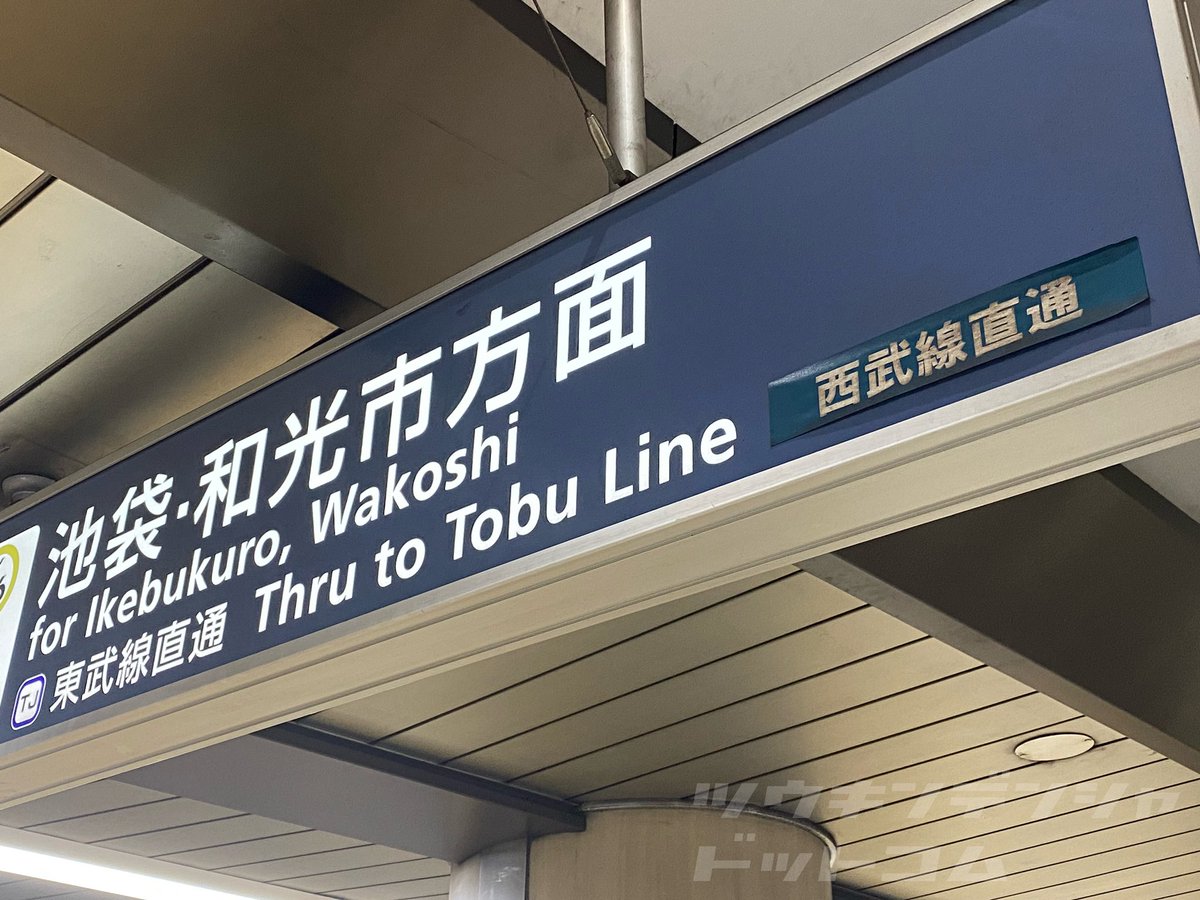 池袋・和光市方面
for Ikebukuro, Wakoshi
TJ 東武線直通 Thru to Tobu Line
西武線直通
ツウキンデンシャ
ドットコム